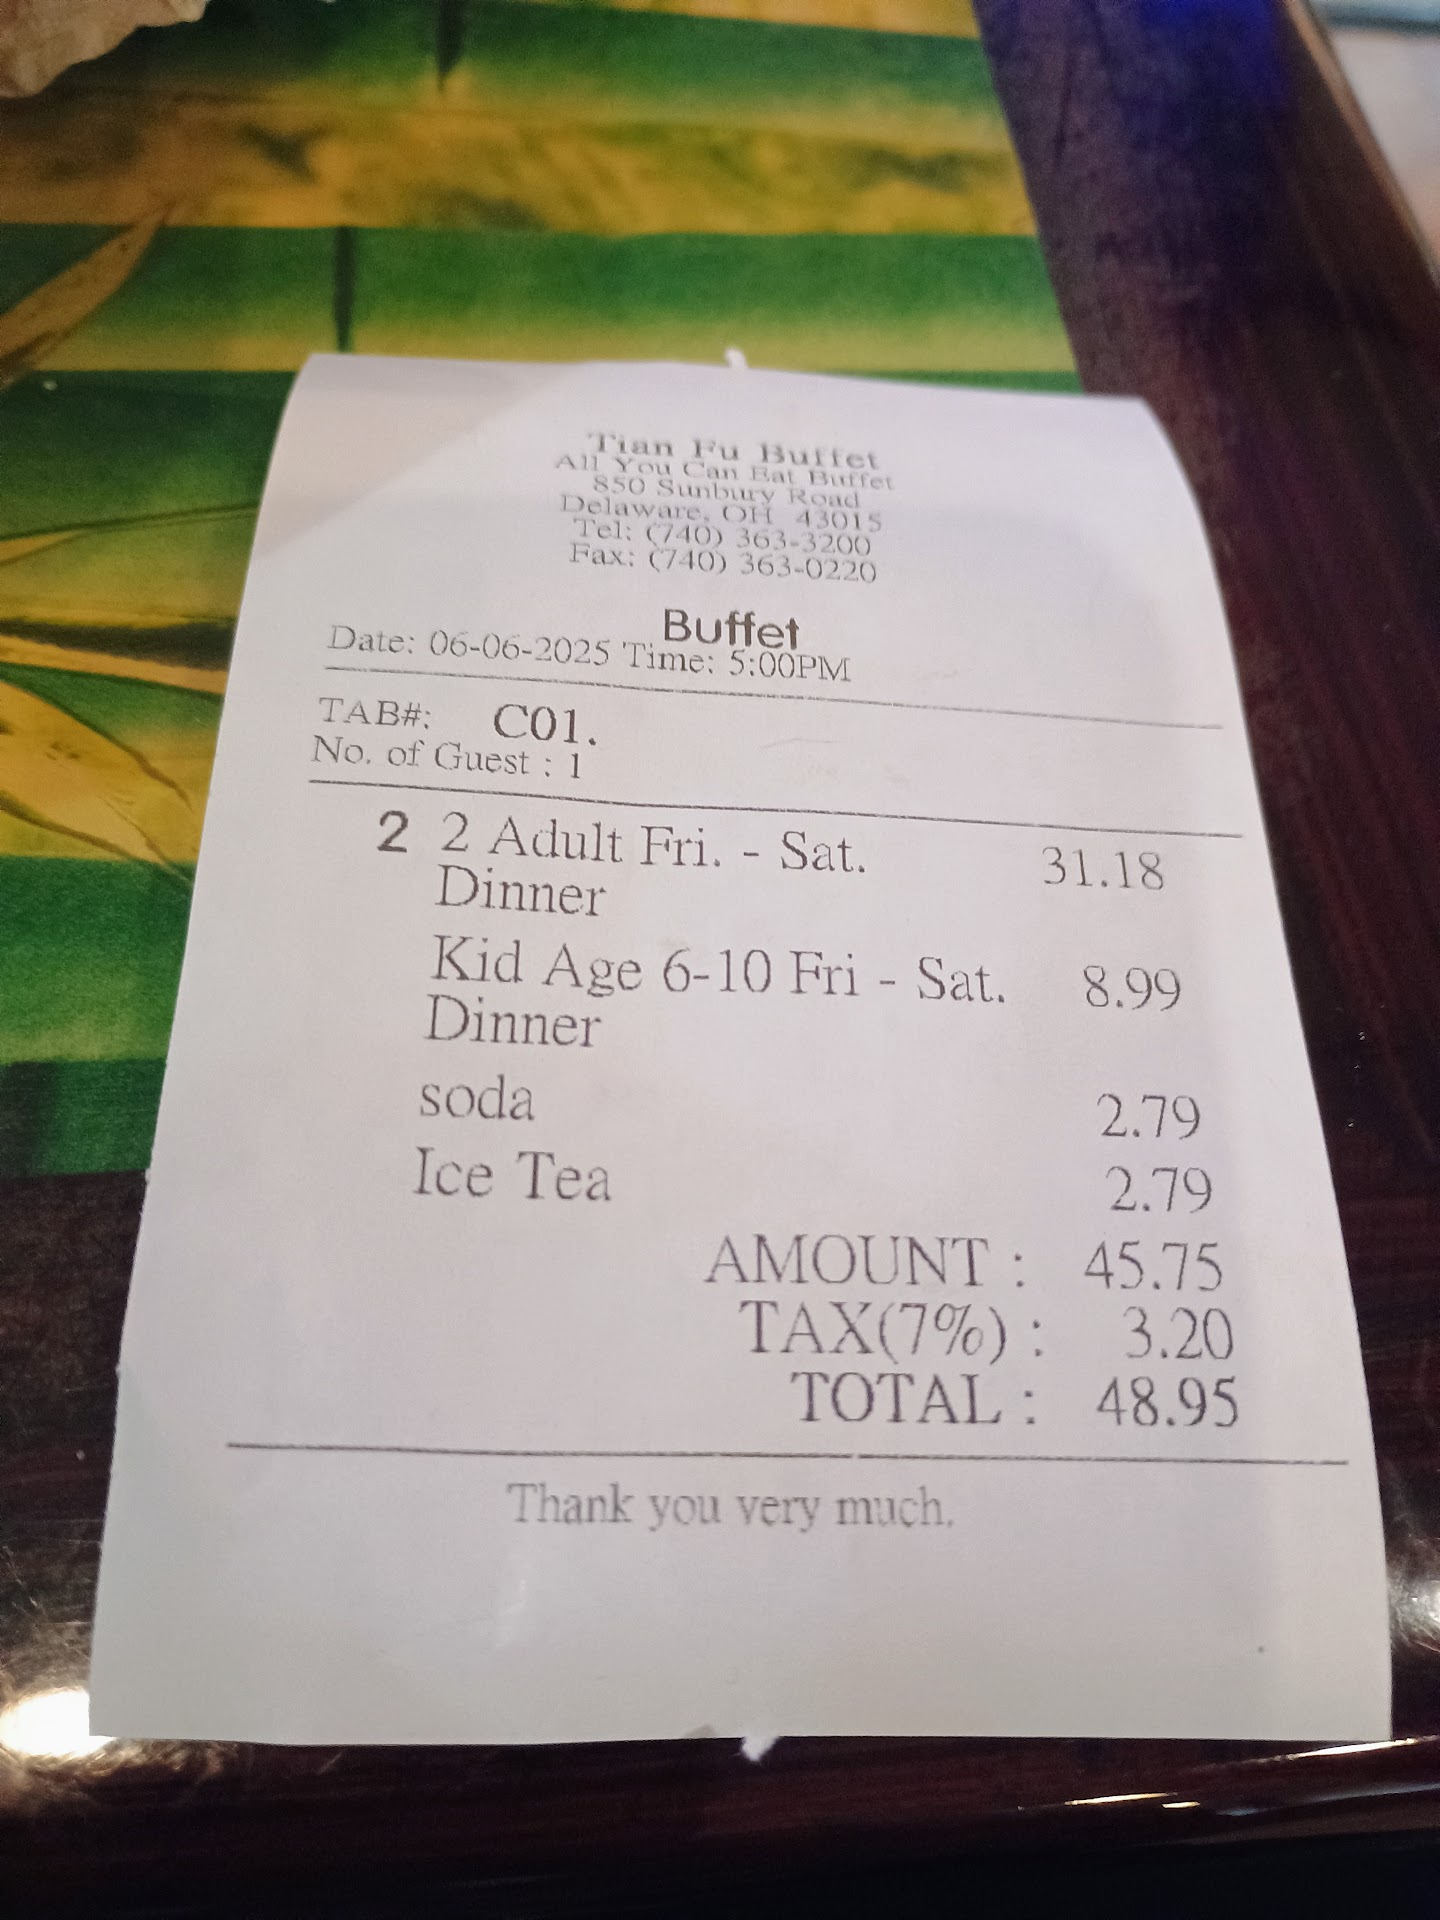 Tian Fu Buffet
All You Can Eat Buffet
850 Sunbury Road
Delaware, OH 43015
Tel: (740) 363-3200
Fax: (740) 363-0220
Buffet
Date: 06-06-2025 Time: 5:00PM
TAB#: C01.
No. of Guest : 1
2 2 Adult Fri. - Sat. 31.18
Dinner
Kid Age 6-10 Fri - Sat. 8.99
Dinner
soda 2.79
Ice Tea 2.79
AMOUNT : 45.75
TAX(7%) : 3.20
TOTAL : 48.95
Thank you very much.